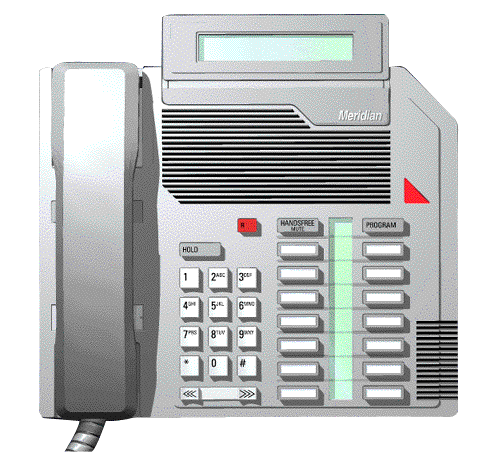 Meridian
R
HANDSFREE
MUTE
PROGRAM
HOLD
1 2ABC 3DEF
4GHI 5JKL 6MNO
7PRS 8TUV 9WXY
* 0 #
<<< >>>